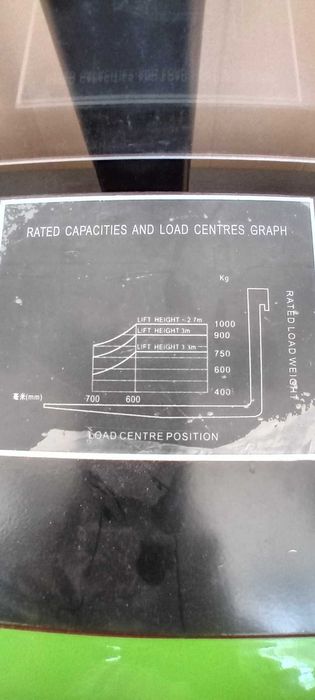 RATED CAPACITIES AND LOAD CENTRES GRAPH
Kg
LIFT HEIGHT ~2.7m
1000
LIFT HEIGHT 3m
900
LIFT HEIGHT 3.3m
750
600
400
RATED LOAD WEIGHT
毫米(mm)
700
600
LOAD CENTRE POSITION